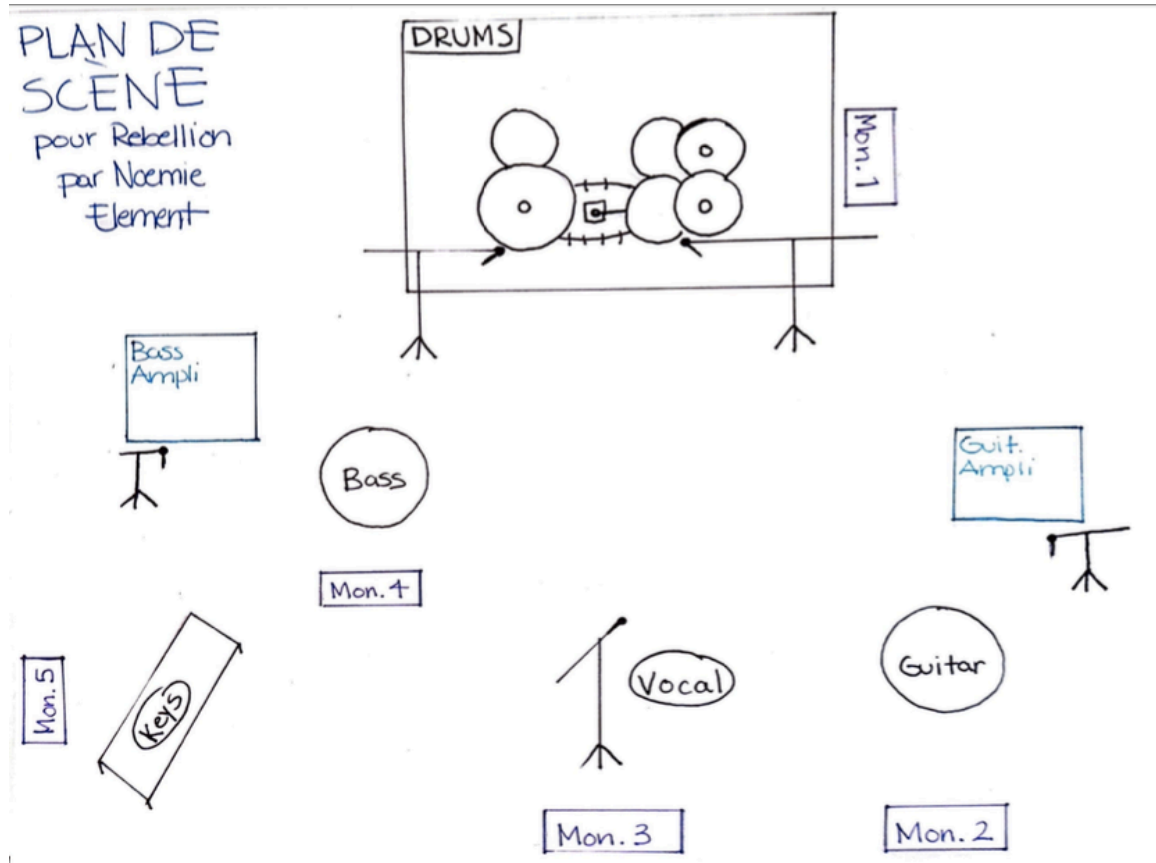 PLAN DE
SCÈNE
pour Rebellion
par Noemie
Element
DRUMS
Mon. 1
Bass
Ampli
Bass
Guit.
Ampli
Mon. 4
Mon. 5
Keys
Vocal
Guitar
Mon. 3
Mon. 2